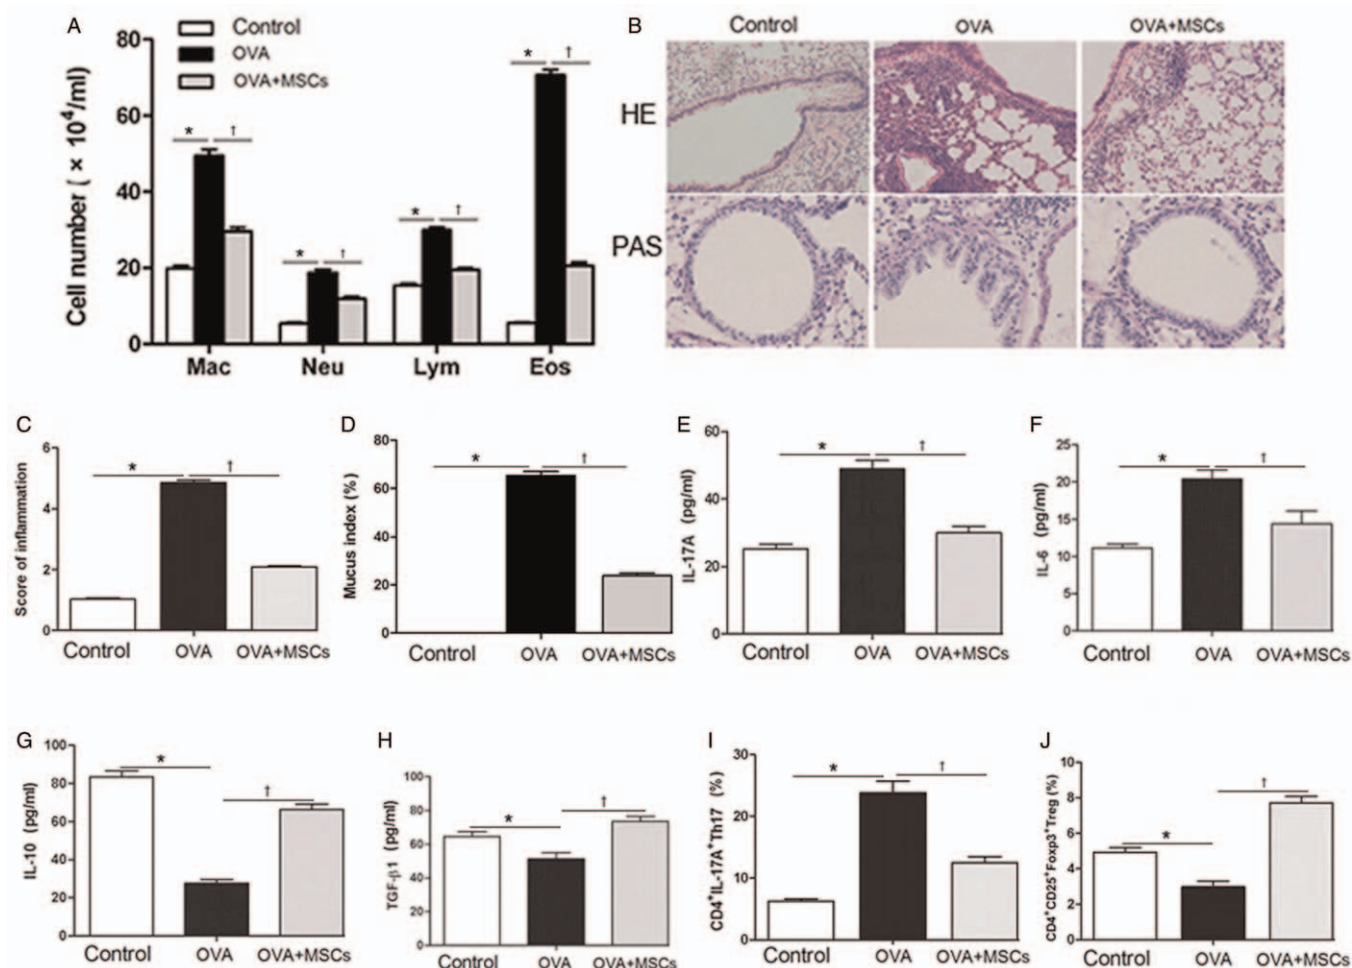 A
Control
OVA
OVA+MSCs
* † * † * † * †
80
60
40
20
0
Cell number ( × 10⁴/ml)
Mac Neu Lym Eos
B
Control OVA OVA+MSCs
HE
PAS
C
6
4
2
0
Score of inflammation
* †
Control OVA OVA+MSCs
D
80
60
40
20
0
Mucus index (%)
* †
Control OVA OVA+MSCs
E
60
40
20
0
IL-17A (pg/ml)
* †
Control OVA OVA+MSCs
F
25
20
15
10
5
0
IL-6 (pg/ml)
* †
Control OVA OVA+MSCs
G
100
80
60
40
20
0
IL-10 (pg/ml)
* †
Control OVA OVA+MSCs
H
100
80
60
40
20
0
TGF-β1 (pg/ml)
* †
Control OVA OVA+MSCs
I
30
20
10
0
CD4⁺IL-17A⁺Th17 (%)
* †
Control OVA OVA+MSCs
J
10
8
6
4
2
0
CD4⁺CD25⁺Foxp3⁺Treg (%)
* †
Control OVA OVA+MSCs